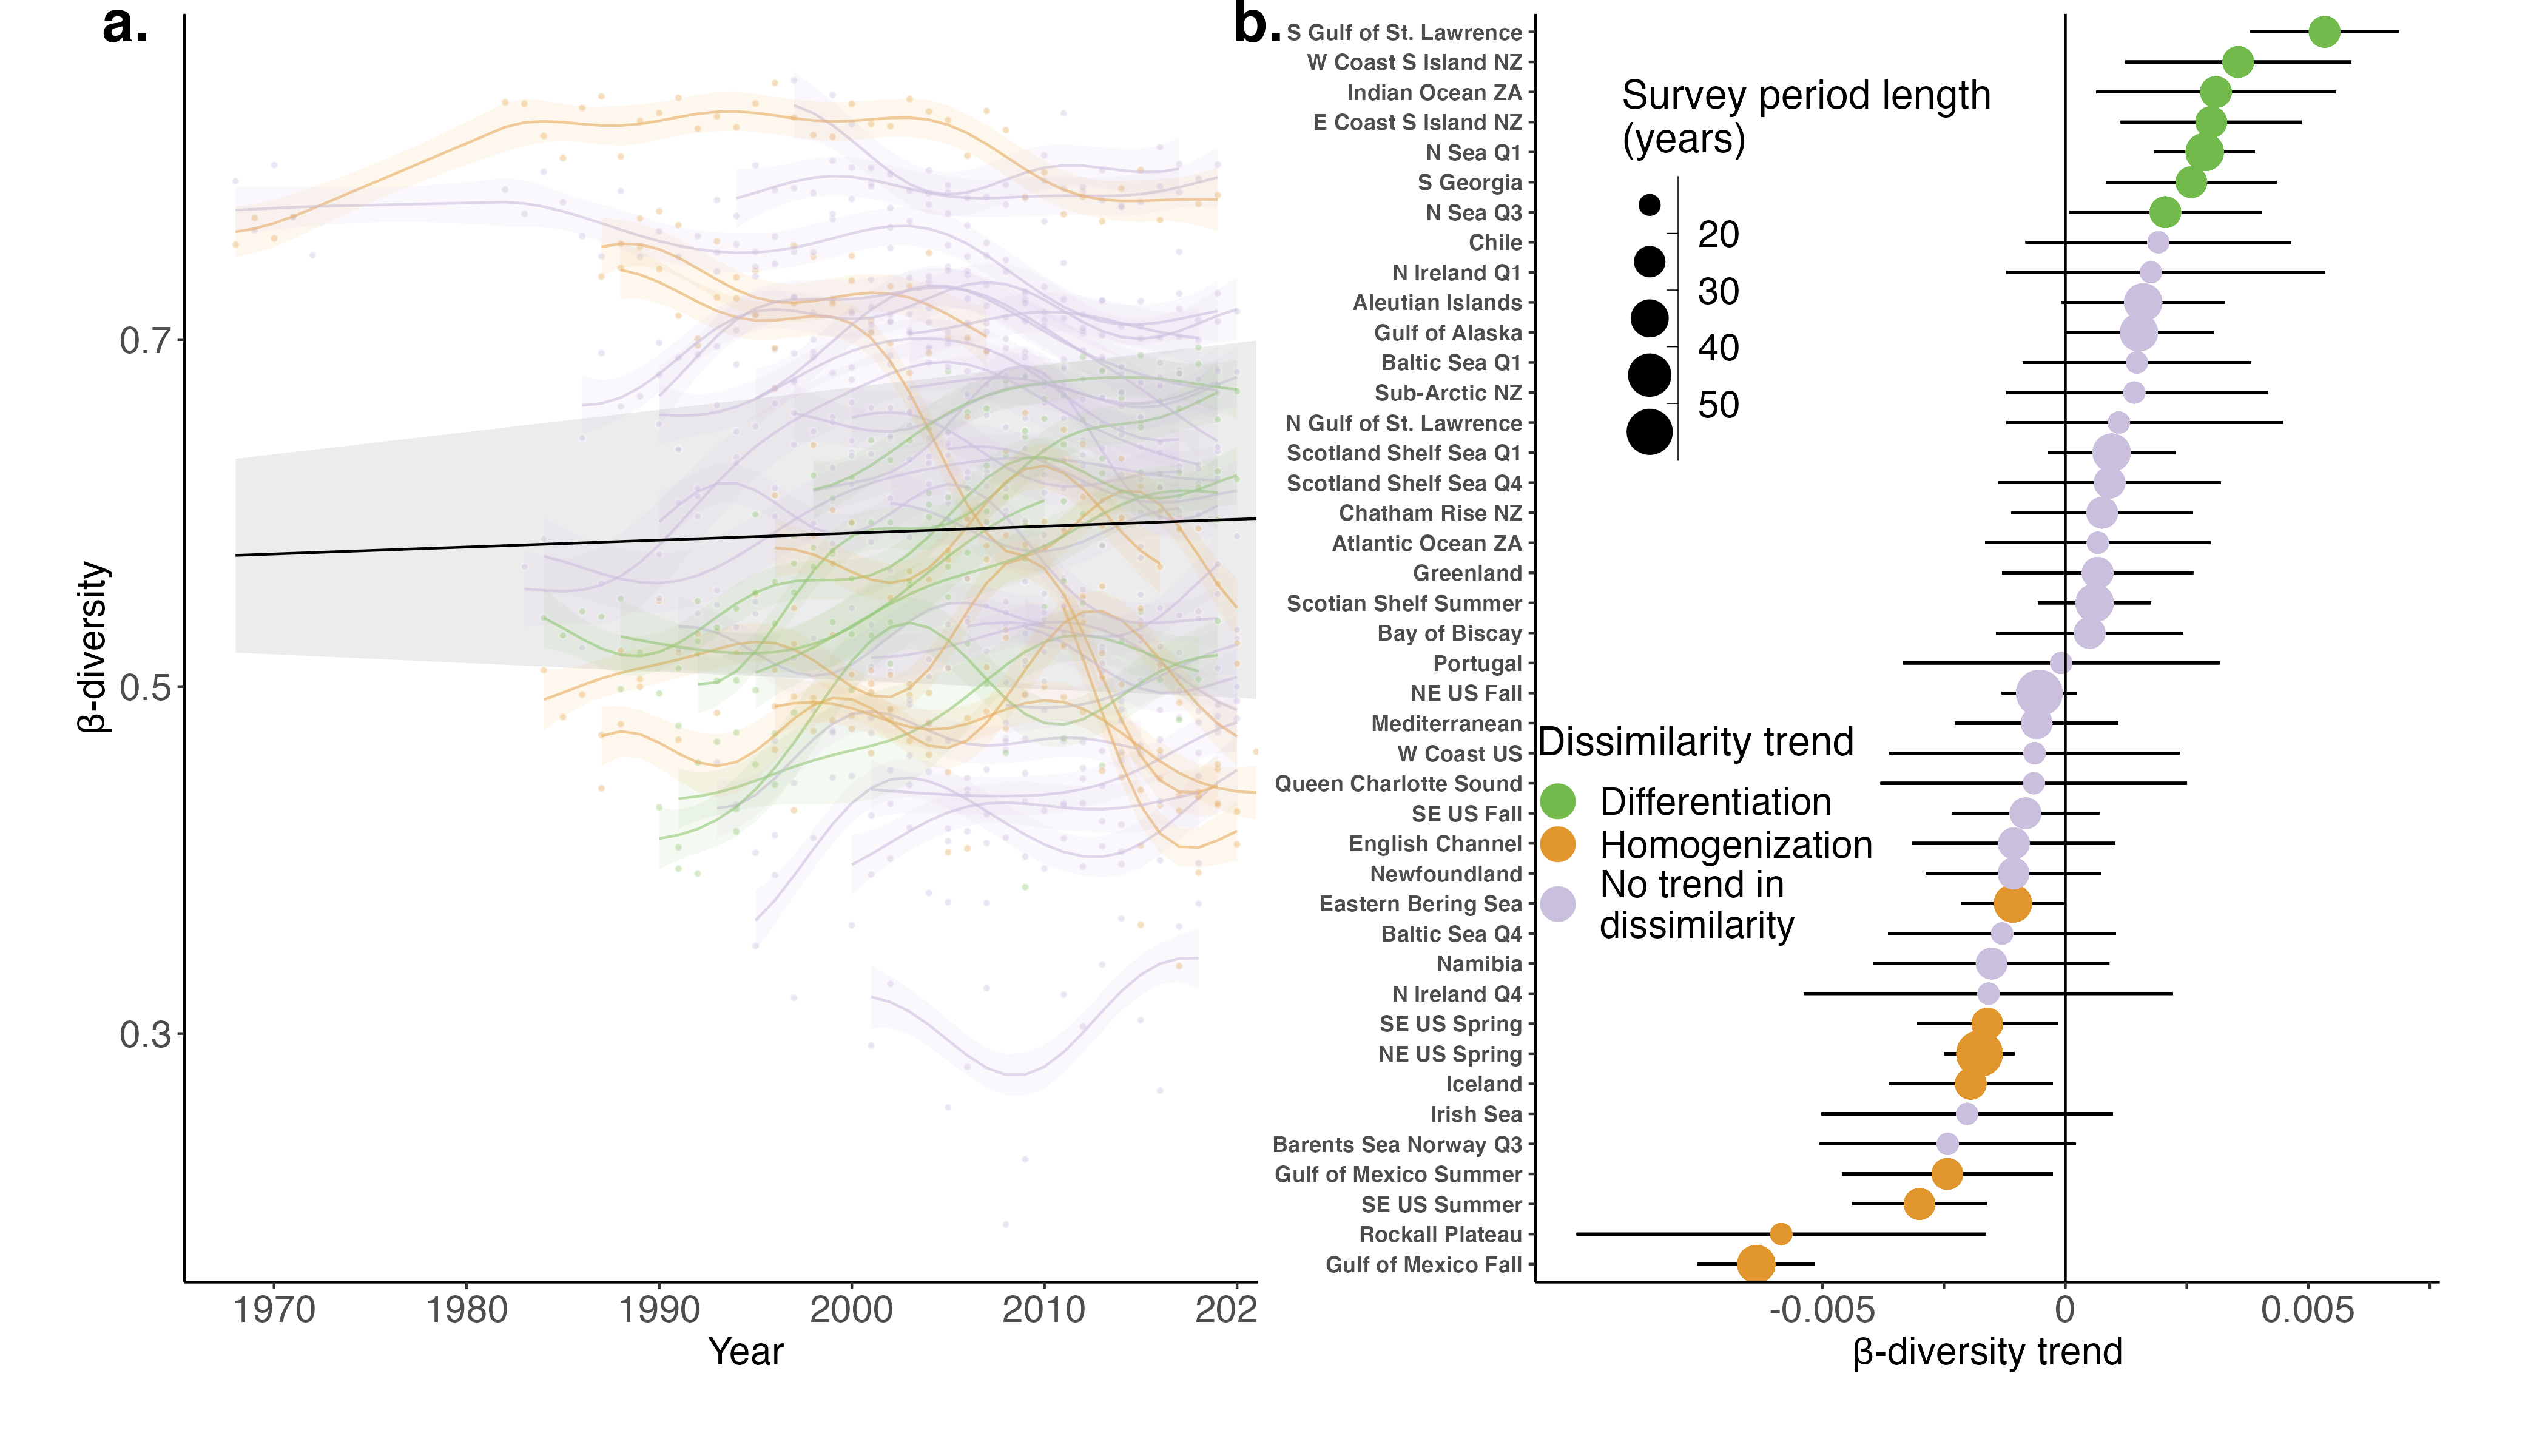 a.
β-diversity
0.7
0.5
0.3
1970
1980
1990
2000
2010
202
Year
b.
S Gulf of St. Lawrence
W Coast S Island NZ
Indian Ocean ZA
E Coast S Island NZ
N Sea Q1
S Georgia
N Sea Q3
Chile
N Ireland Q1
Aleutian Islands
Gulf of Alaska
Baltic Sea Q1
Sub-Arctic NZ
N Gulf of St. Lawrence
Scotland Shelf Sea Q1
Scotland Shelf Sea Q4
Chatham Rise NZ
Atlantic Ocean ZA
Greenland
Scotian Shelf Summer
Bay of Biscay
Portugal
NE US Fall
Mediterranean
W Coast US
Queen Charlotte Sound
SE US Fall
English Channel
Newfoundland
Eastern Bering Sea
Baltic Sea Q4
Namibia
N Ireland Q4
SE US Spring
NE US Spring
Iceland
Irish Sea
Barents Sea Norway Q3
Gulf of Mexico Summer
SE US Summer
Rockall Plateau
Gulf of Mexico Fall
Survey period length
(years)
20
30
40
50
Dissimilarity trend
Differentiation
Homogenization
No trend in
dissimilarity
-0.005
0
0.005
β-diversity trend